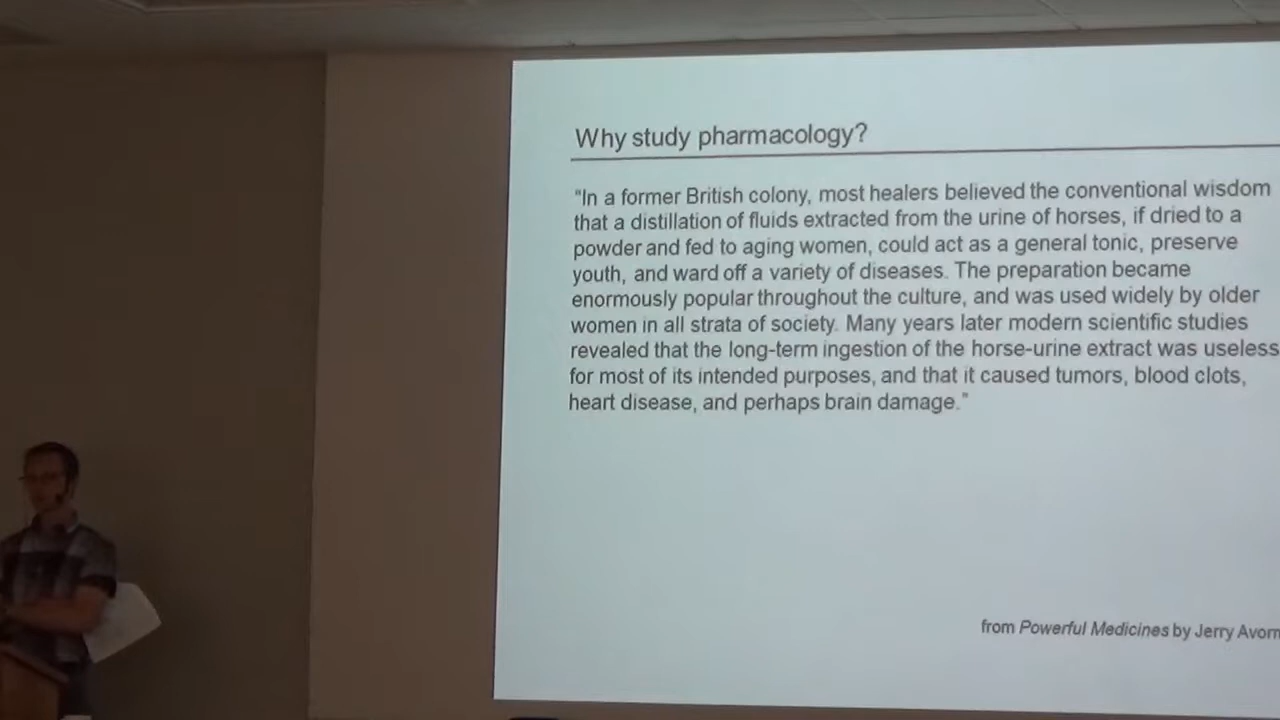 Why study pharmacology?
"In a former British colony, most healers believed the conventional wisdom
that a distillation of fluids extracted from the urine of horses, if dried to a
powder and fed to aging women, could act as a general tonic, preserve
youth, and ward off a variety of diseases. The preparation became
enormously popular throughout the culture, and was used widely by older
women in all strata of society. Many years later modern scientific studies
revealed that the long-term ingestion of the horse-urine extract was useless
for most of its intended purposes, and that it caused tumors, blood clots,
heart disease, and perhaps brain damage."
from Powerful Medicines by Jerry Avorn